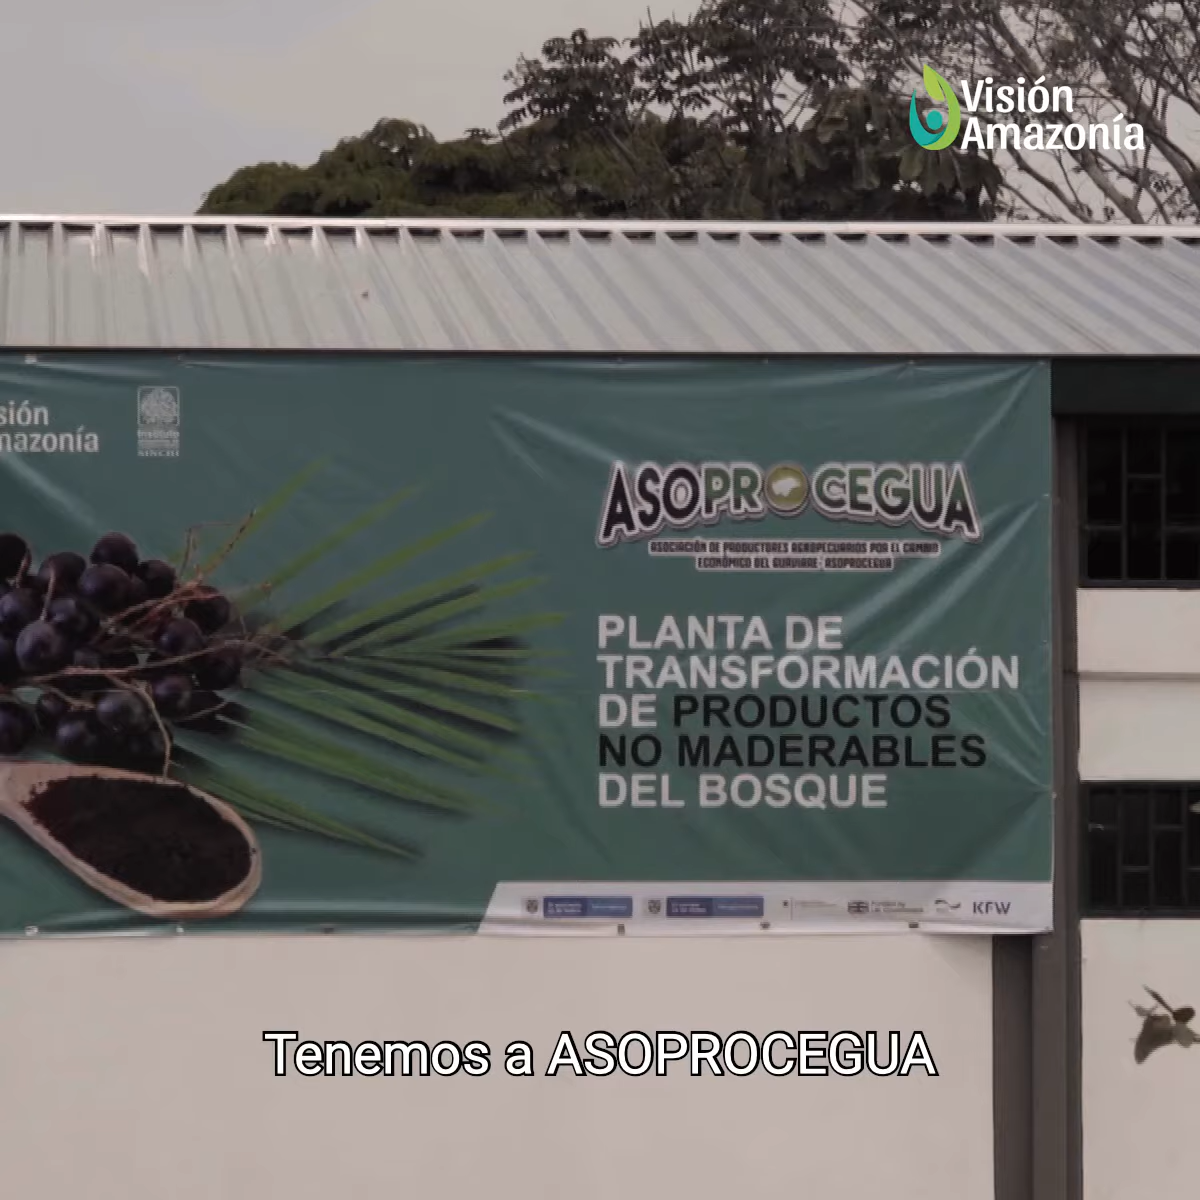 Visión
Amazonía
sión
mazonía
Instituto
SINCHI
ASOPROCEGUA
ASOCIACIÓN DE PRODUCTORES AGROPECUARIOS POR EL CAMBIO
ECONÓMICO DEL GUAVIARE - ASOPROCEGUA
PLANTA DE
TRANSFORMACIÓN
DE PRODUCTOS
NO MADERABLES
DEL BOSQUE
KFW
Tenemos a ASOPROCEGUA